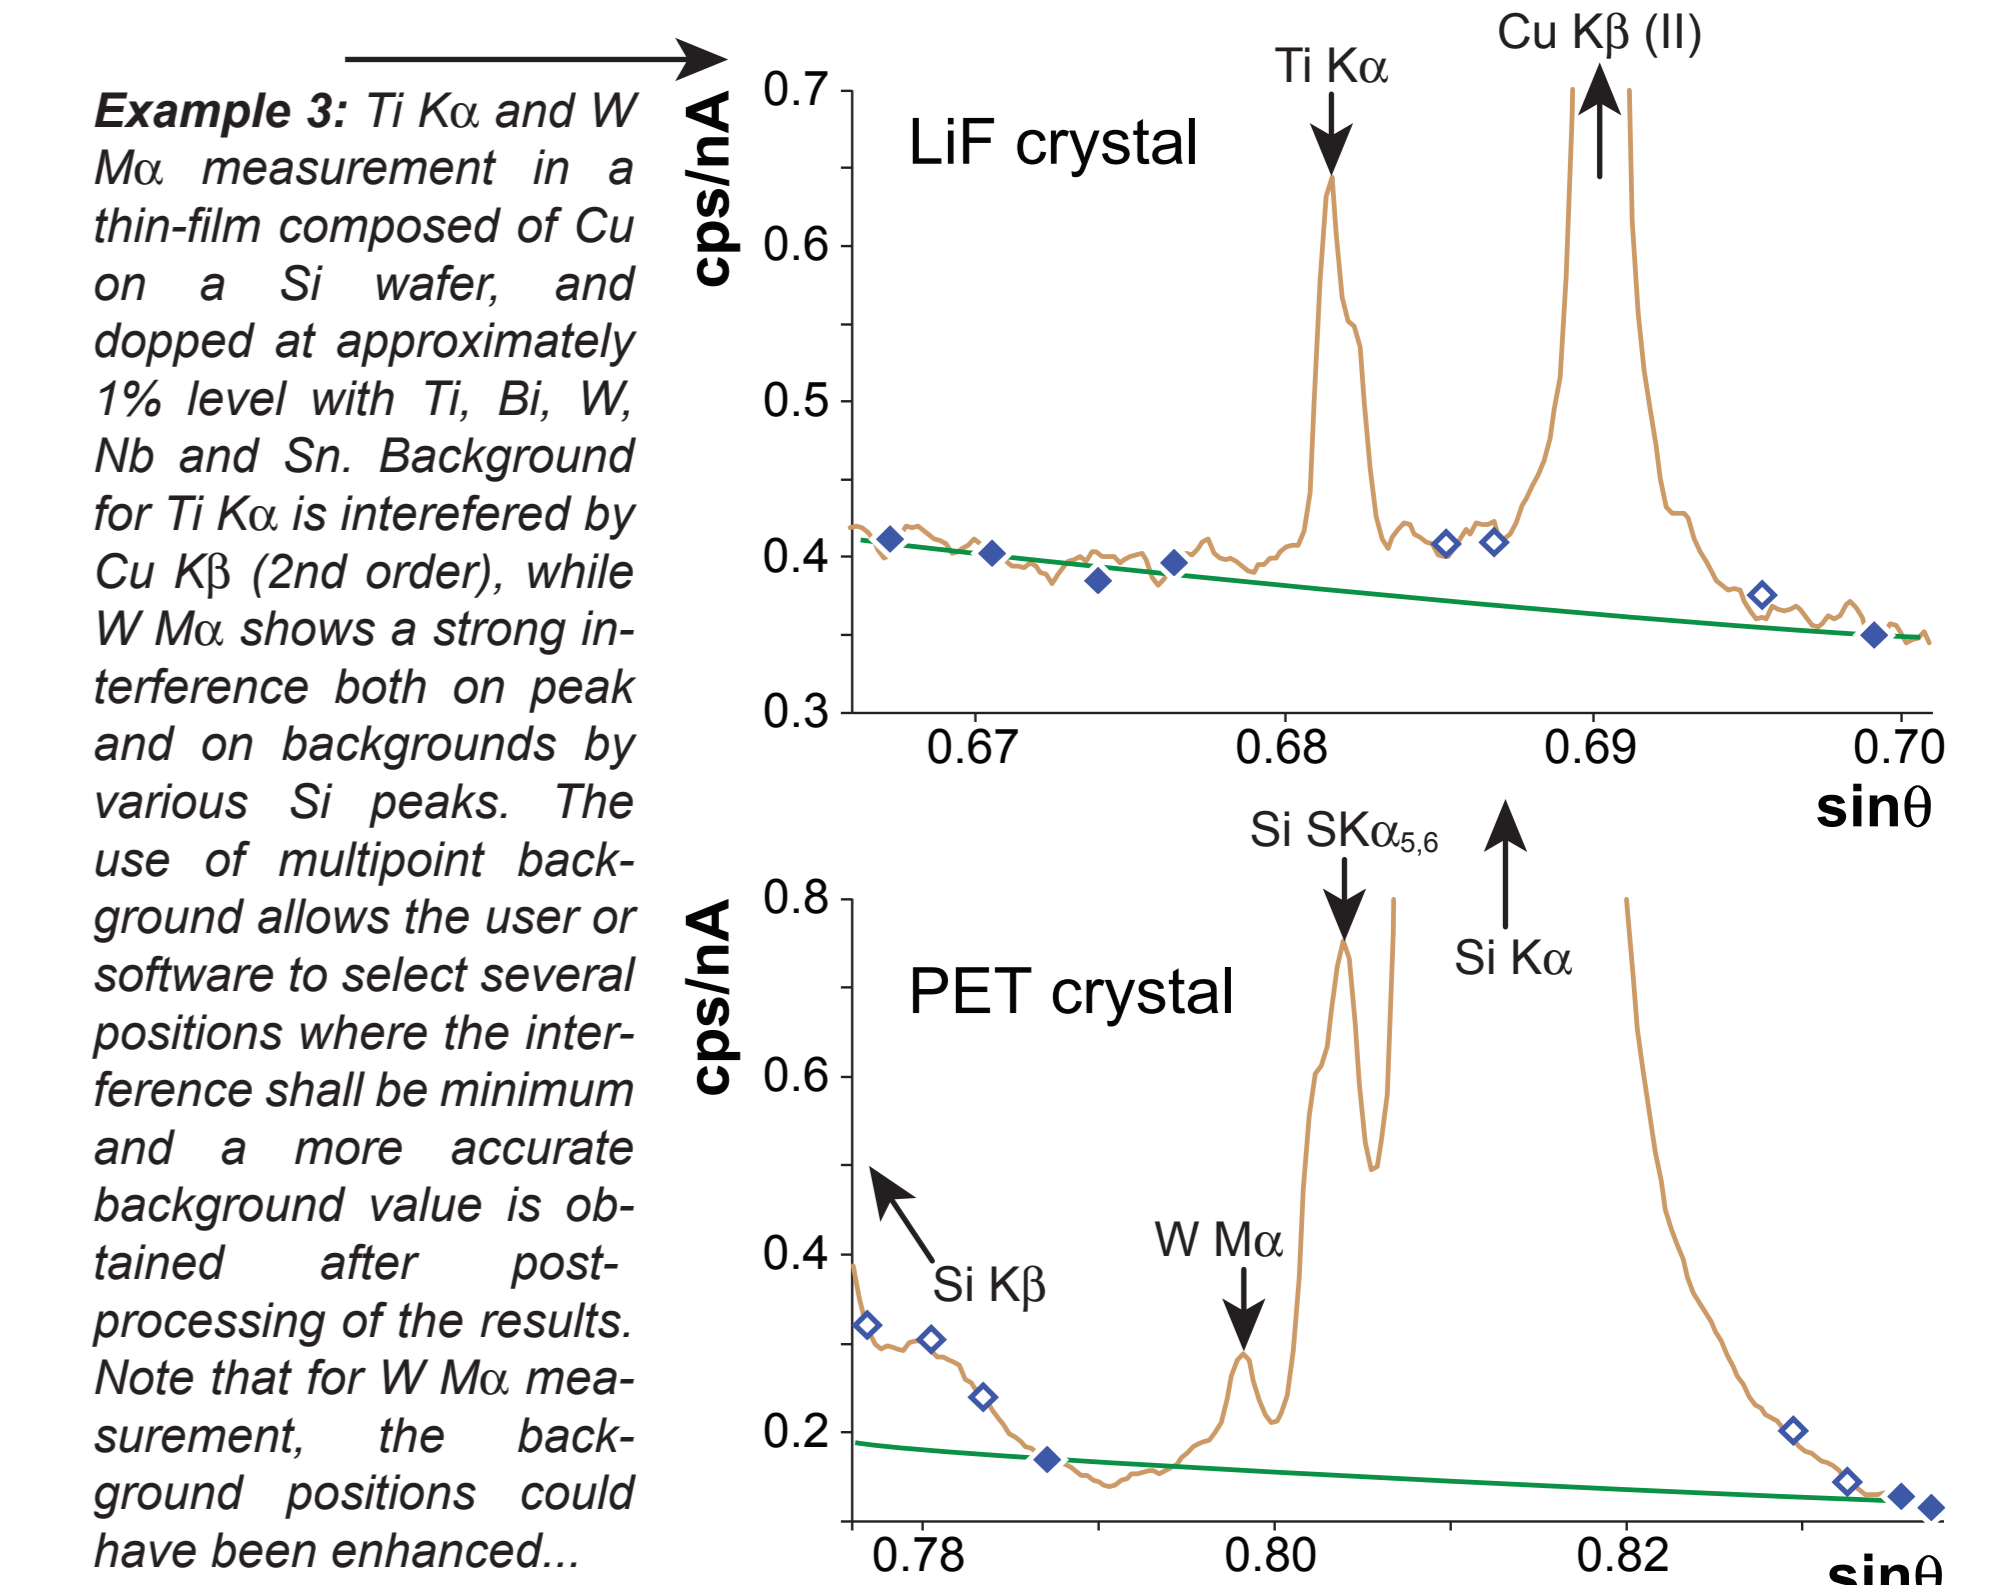 Example 3: Ti Kα and W
Mα measurement in a
thin-film composed of Cu
on a Si wafer, and
dopped at approximately
1% level with Ti, Bi, W,
Nb and Sn. Background
for Ti Kα is interefered by
Cu Kβ (2nd order), while
W Mα shows a strong in-
terference both on peak
and on backgrounds by
various Si peaks. The
use of multipoint back-
ground allows the user or
software to select several
positions where the inter-
ference shall be minimum
and a more accurate
background value is ob-
tained after post-
processing of the results.
Note that for W Mα mea-
surement, the back-
ground positions could
have been enhanced...
Cu Kβ (II)
Ti Kα
LiF crystal
cps/nA
0.7
0.6
0.5
0.4
0.3
0.67 0.68 0.69 0.70
sinθ
Si SKα5,6
Si Kα
PET crystal
cps/nA
W Mα
Si Kβ
0.8
0.6
0.4
0.2
0.78 0.80 0.82
sinθ